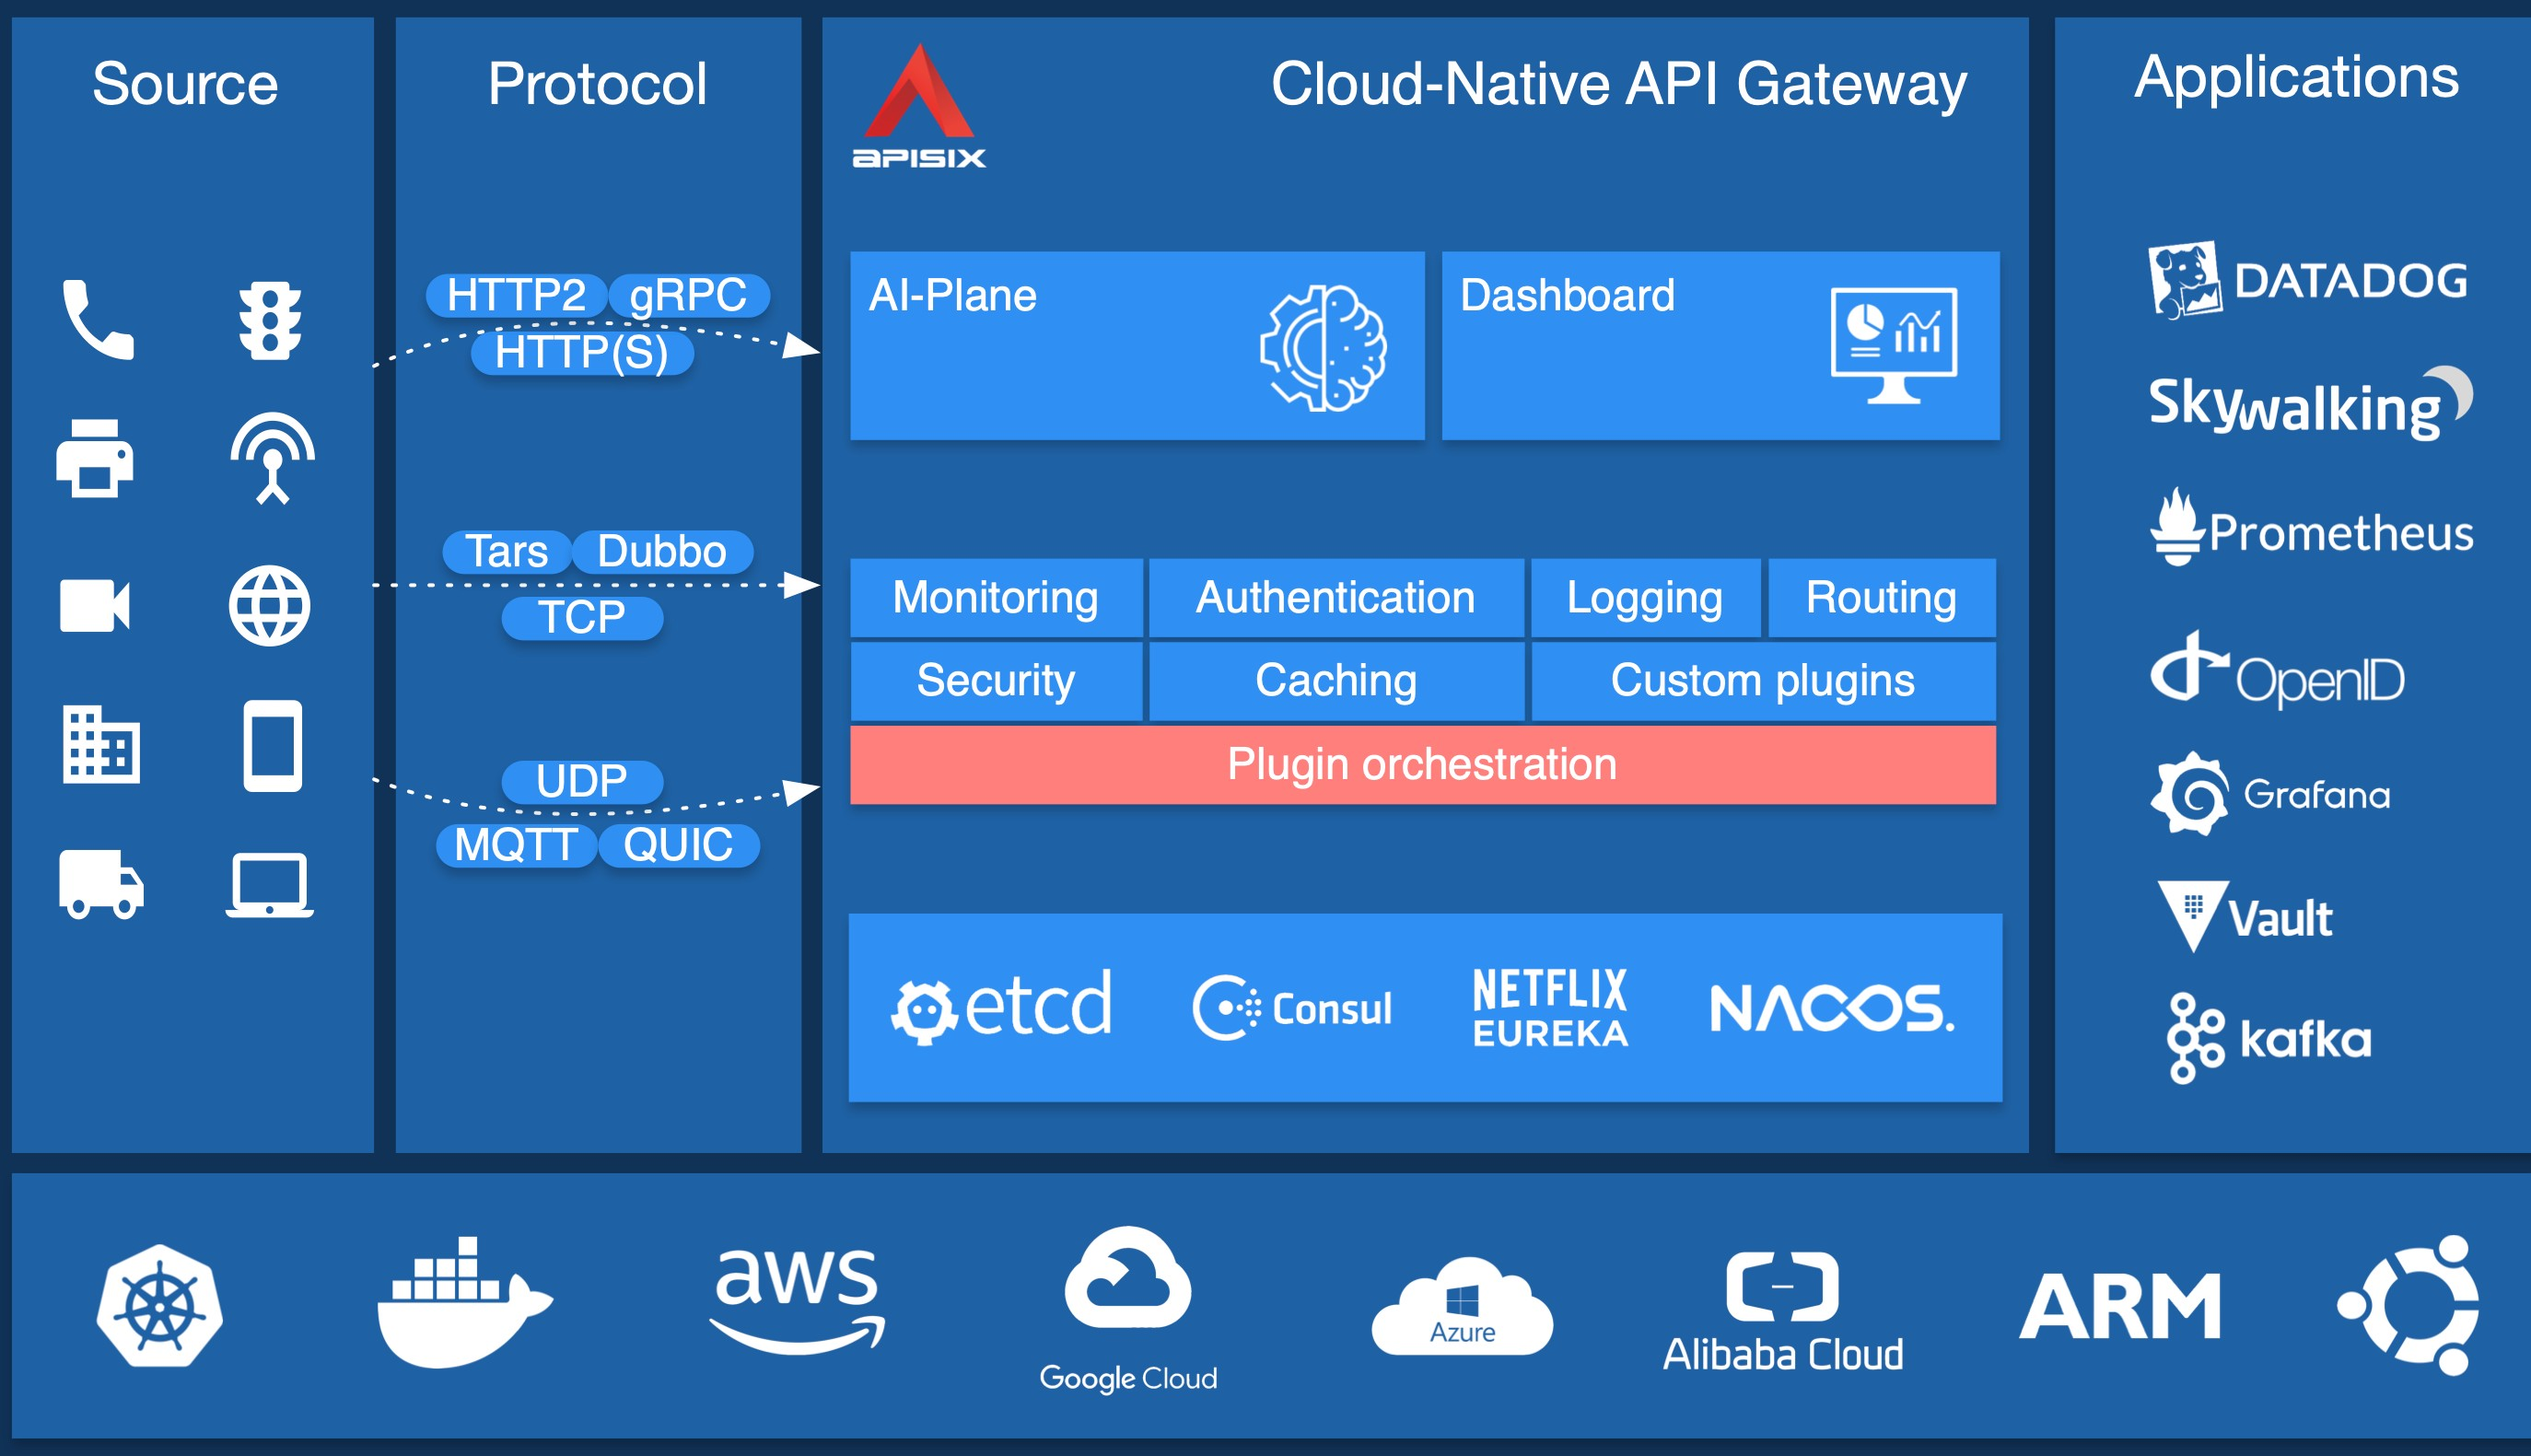 Source
Protocol
APISIX
Cloud-Native API Gateway
Applications
HTTP2 gRPC
HTTP(S)
Tars Dubbo
TCP
UDP
MQTT QUIC
AI-Plane
Dashboard
Monitoring Authentication Logging Routing
Security Caching Custom plugins
Plugin orchestration
etcd
Consul
NETFLIX
EUREKA
NACOS.
DATADOG
Skywalking
Prometheus
OpenID
Grafana
Vault
kafka
aws
Google Cloud
Azure
Alibaba Cloud
ARM